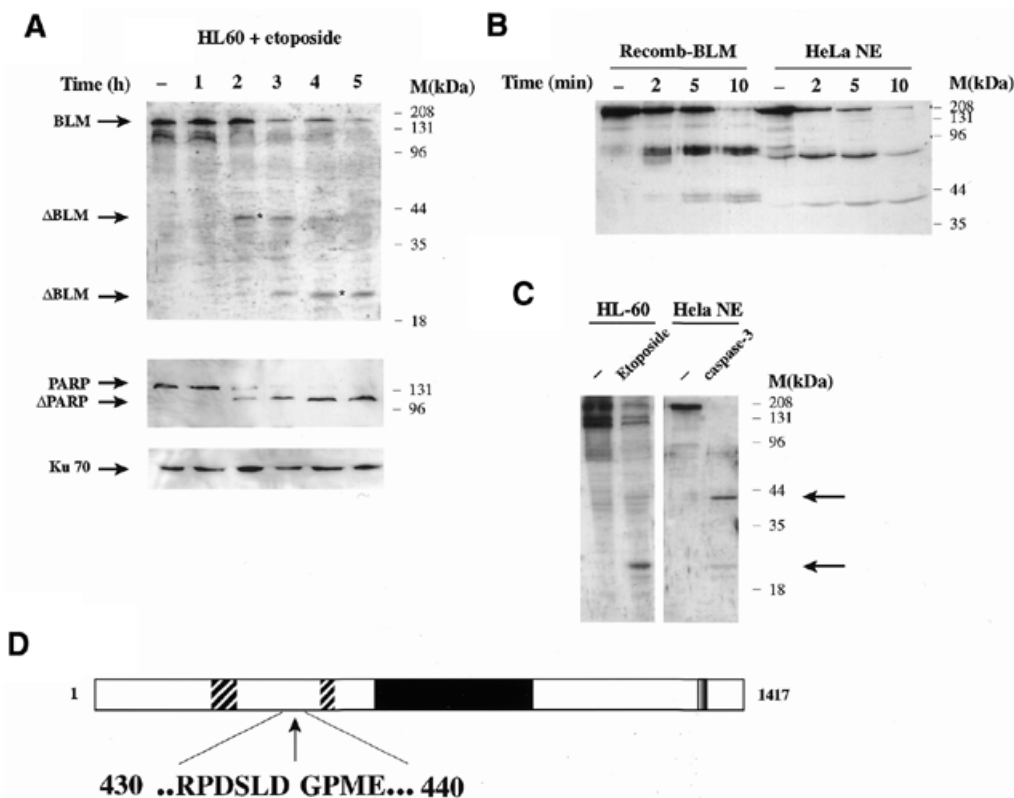 A
HL60 + etoposide
Time (h) – 1 2 3 4 5 M(kDa)
BLM
– 208
– 131
– 96
ΔBLM
– 44
*
– 35
ΔBLM
*
– 18
PARP
– 131
ΔPARP
– 96
Ku 70
B
Recomb-BLM HeLa NE
Time (min) – 2 5 10 – 2 5 10 M(kDa)
– 208
– 131
– 96
– 44
– 35
C
HL-60 Hela NE
– Etoposide – caspase-3
M(kDa)
– 208
– 131
– 96
– 44
– 35
– 18
D
1 1417
430 ..RPDSLD GPME... 440